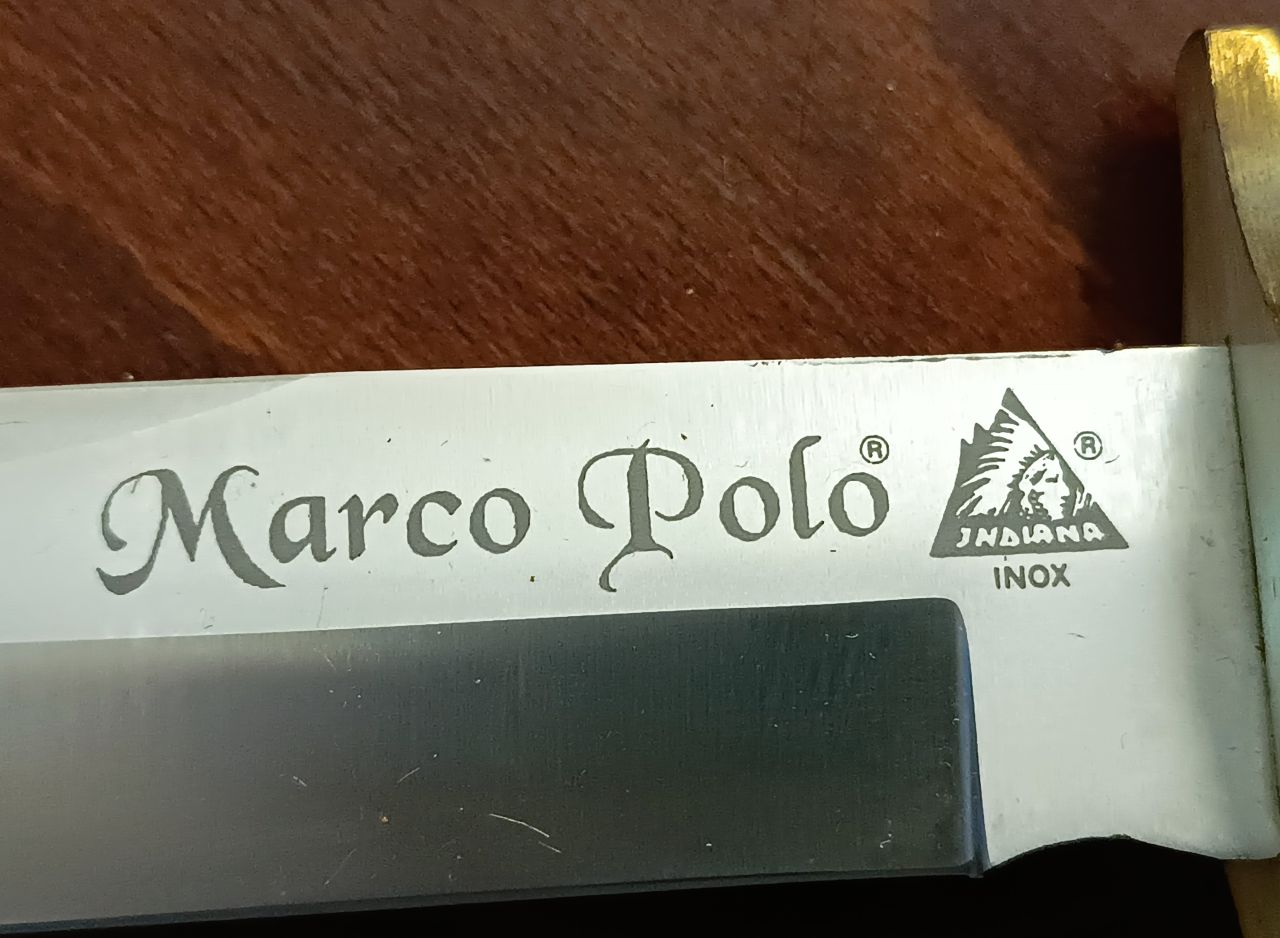 Marco Polo®
®
INDIANA
INOX